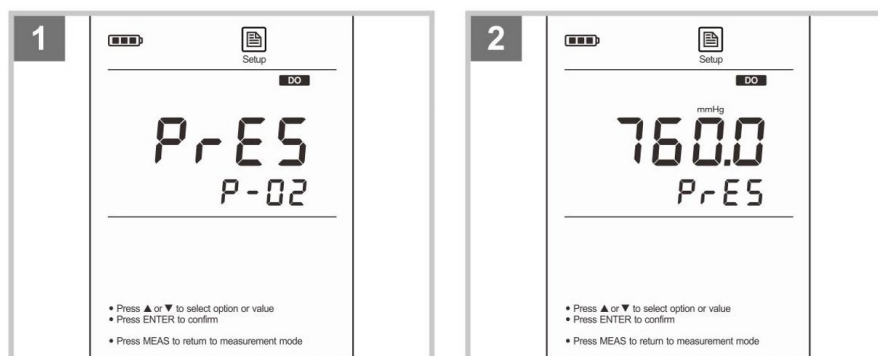 1
Setup
DO
PrES
P-02
• Press ▲ or ▼ to select option or value
• Press ENTER to confirm
• Press MEAS to return to measurement mode
2
Setup
DO
mmHg
760.0
PrES
• Press ▲ or ▼ to select option or value
• Press ENTER to confirm
• Press MEAS to return to measurement mode